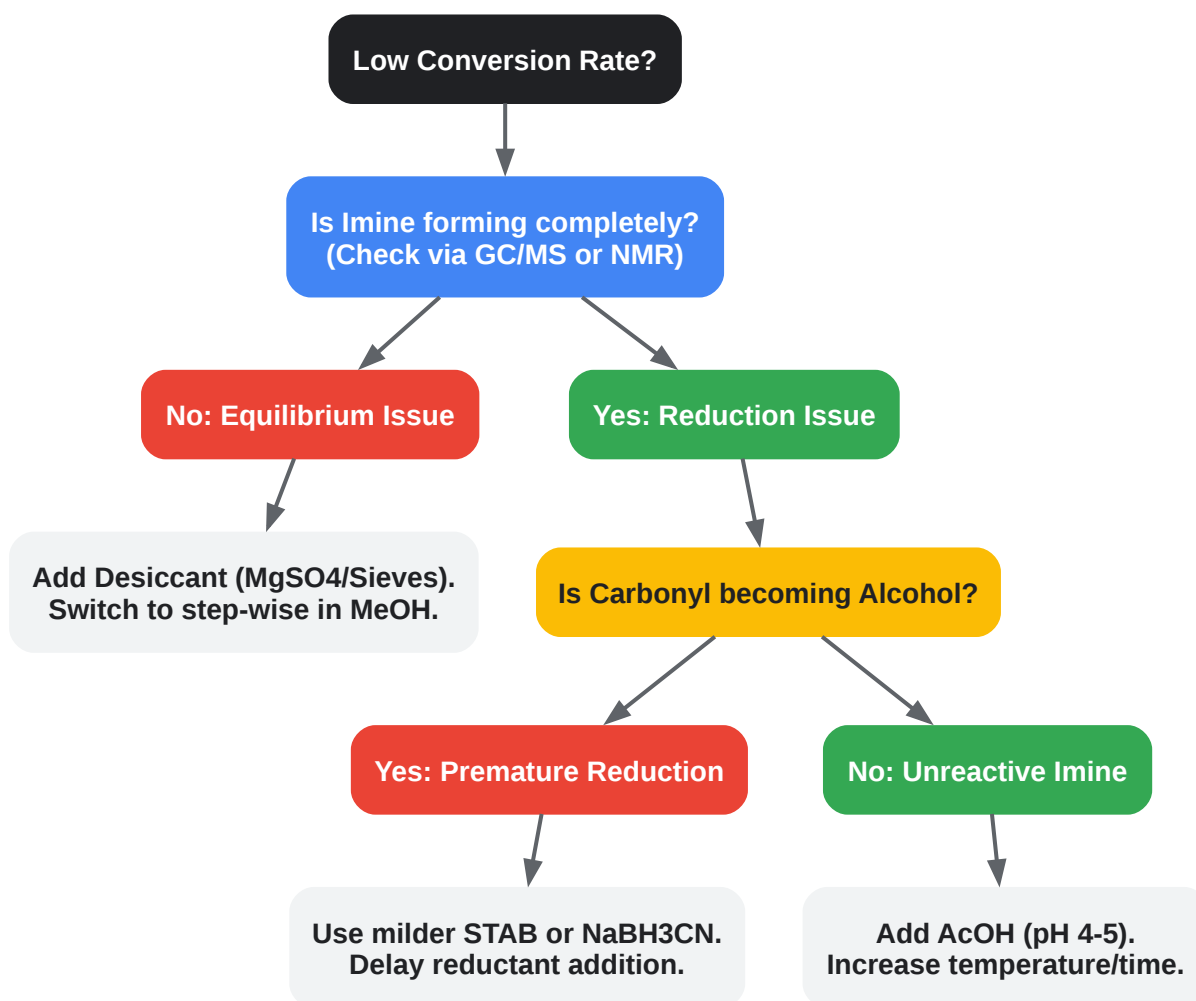 Low Conversion Rate?
Is Imine forming completely?
(Check via GC/MS or NMR)
No: Equilibrium Issue
Yes: Reduction Issue
Add Desiccant (MgSO4/Sieves).
Switch to step-wise in MeOH.
Is Carbonyl becoming Alcohol?
Yes: Premature Reduction
No: Unreactive Imine
Use milder STAB or NaBH3CN.
Delay reductant addition.
Add AcOH (pH 4-5).
Increase temperature/time.